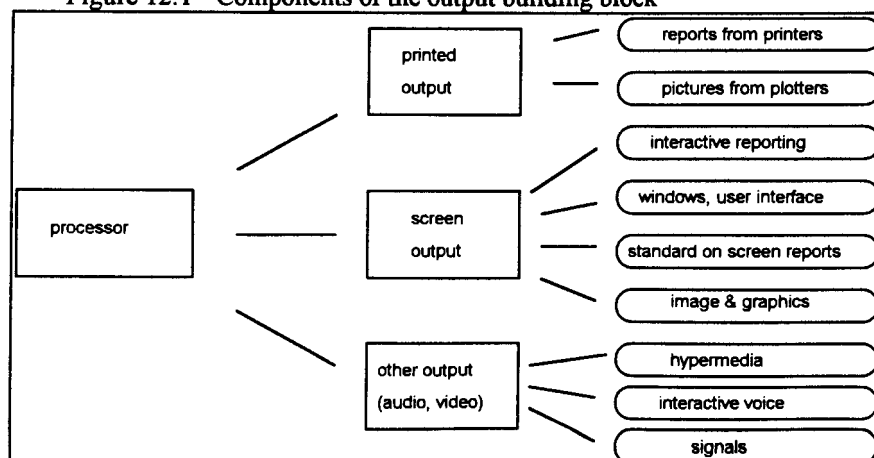 Figure 12.1 Components of the output building block
processor
printed
output
screen
output
other output
(audio, video)
reports from printers
pictures from plotters
interactive reporting
windows, user interface
standard on screen reports
image & graphics
hypermedia
interactive voice
signals